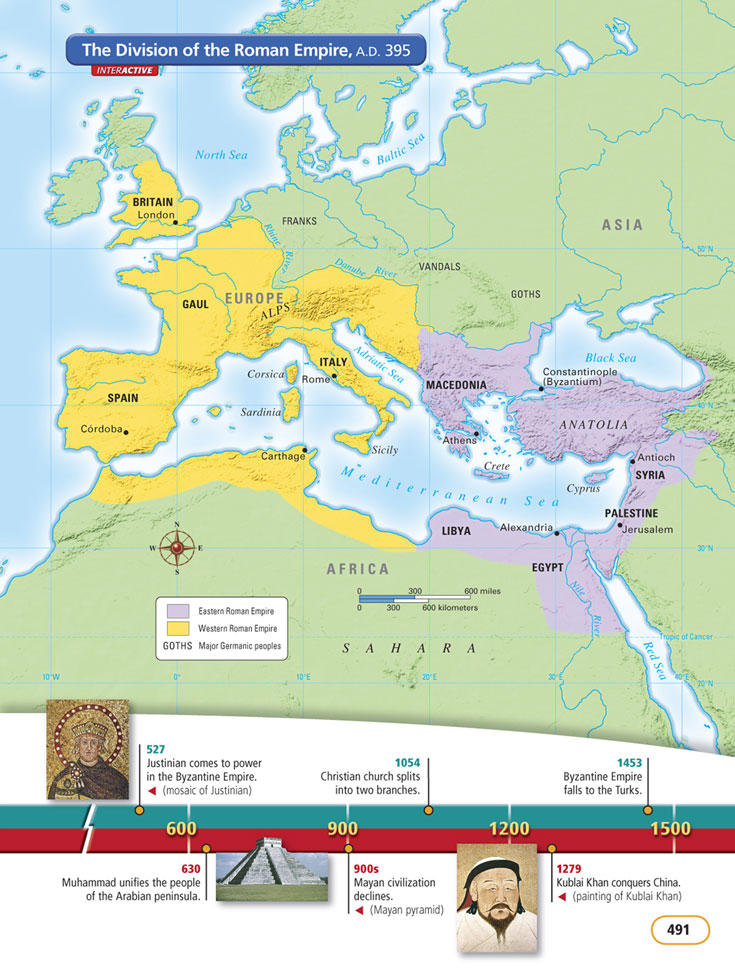 The Division of the Roman Empire, A.D. 395
INTERACTIVE
North Sea
Baltic Sea
BRITAIN
London
FRANKS
ASIA
50°N
Rhine River
Danube River
VANDALS
GOTHS
GAUL
EUROPE
ALPS
Adriatic Sea
Black Sea
Constantinople
(Byzantium)
Corsica
ITALY
Rome
MACEDONIA
SPAIN
Sardinia
40°N
ANATOLIA
Córdoba
Athens
Sicily
Carthage
Crete
Antioch
Mediterranean Sea
Cyprus
SYRIA
PALESTINE
Jerusalem
LIBYA
Alexandria
N
W
E
S
30°N
AFRICA
EGYPT
0 300 600 miles
0 300 600 kilometers
Nile River
Eastern Roman Empire
Western Roman Empire
GOTHS Major Germanic peoples
Tropic of Cancer
SAHARA
Red Sea
10°W
0°
10°E
20°E
30°E
40°E
20°N
527
Justinian comes to power
in the Byzantine Empire.
(mosaic of Justinian)
1054
Christian church splits
into two branches.
1453
Byzantine Empire
falls to the Turks.
600
900
1200
1500
630
Muhammad unifies the people
of the Arabian peninsula.
900s
Mayan civilization
declines.
(Mayan pyramid)
1279
Kublai Khan conquers China.
(painting of Kublai Khan)
491